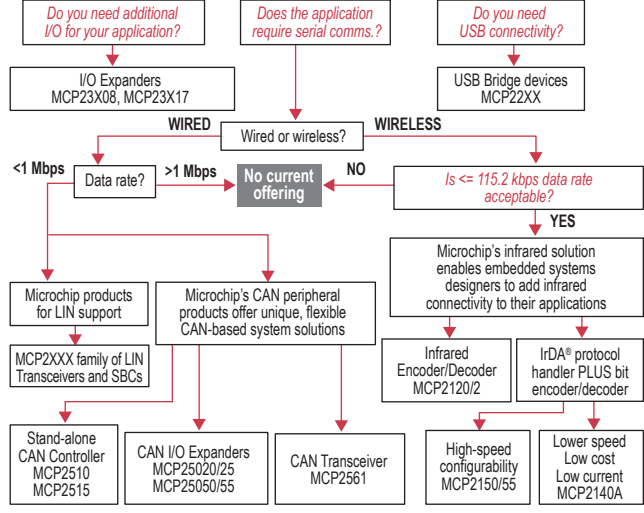 Do you need additional
I/O for your application?
Does the application
require serial comms.?
Do you need
USB connectivity?
I/O Expanders
MCP23X08, MCP23X17
USB Bridge devices
MCP22XX
WIRED
Wired or wireless?
WIRELESS
<1 Mbps
Data rate?
>1 Mbps
No current
offering
NO
Is <= 115.2 kbps data rate
acceptable?
YES
Microchip's infrared solution
enables embedded systems
designers to add infrared
connectivity to their applications
Microchip products
for LIN support
Microchip's CAN peripheral
products offer unique, flexible
CAN-based system solutions
MCP2XXX family of LIN
Transceivers and SBCs
Infrared
Encoder/Decoder
MCP2120/2
IrDA® protocol
handler PLUS bit
encoder/decoder
Stand-alone
CAN Controller
MCP2510
MCP2515
CAN I/O Expanders
MCP25020/25
MCP25050/55
CAN Transceiver
MCP2561
High-speed
configurability
MCP2150/55
Lower speed
Low cost
Low current
MCP2140A